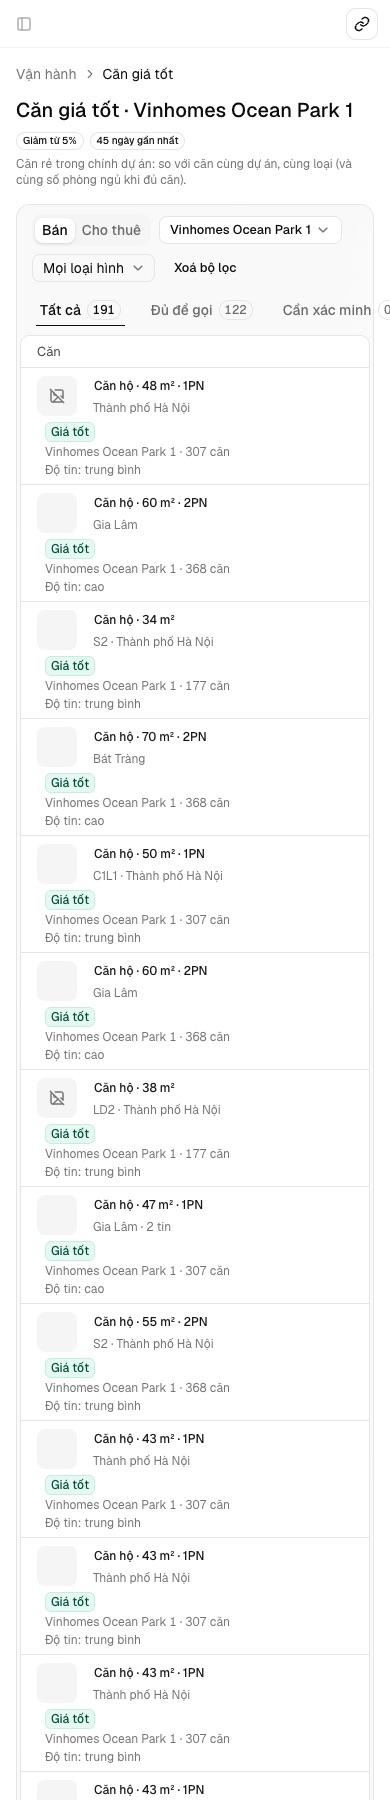 Vận hành > Căn giá tốt
Căn giá tốt · Vinhomes Ocean Park 1
Giảm từ 5% 45 ngày gần nhất
Căn rẻ trong chính dự án: so với căn cùng dự án, cùng loại (và
cùng số phòng ngủ khi đủ căn).
Bán Cho thuê Vinhomes Ocean Park 1
Mọi loại hình Xoá bộ lọc
Tất cả 191 Đủ để gọi 122 Cần xác minh
Căn
Căn hộ · 48 m² · 1PN
Thành phố Hà Nội
Giá tốt
Vinhomes Ocean Park 1 · 307 căn
Độ tin: trung bình
Căn hộ · 60 m² · 2PN
Gia Lâm
Giá tốt
Vinhomes Ocean Park 1 · 368 căn
Độ tin: cao
Căn hộ · 34 m²
S2 · Thành phố Hà Nội
Giá tốt
Vinhomes Ocean Park 1 · 177 căn
Độ tin: trung bình
Căn hộ · 70 m² · 2PN
Bát Tràng
Giá tốt
Vinhomes Ocean Park 1 · 368 căn
Độ tin: cao
Căn hộ · 50 m² · 1PN
C1L1 · Thành phố Hà Nội
Giá tốt
Vinhomes Ocean Park 1 · 307 căn
Độ tin: trung bình
Căn hộ · 60 m² · 2PN
Gia Lâm
Giá tốt
Vinhomes Ocean Park 1 · 368 căn
Độ tin: cao
Căn hộ · 38 m²
LD2 · Thành phố Hà Nội
Giá tốt
Vinhomes Ocean Park 1 · 177 căn
Độ tin: trung bình
Căn hộ · 47 m² · 1PN
Gia Lâm · 2 tin
Giá tốt
Vinhomes Ocean Park 1 · 307 căn
Độ tin: cao
Căn hộ · 55 m² · 2PN
S2 · Thành phố Hà Nội
Giá tốt
Vinhomes Ocean Park 1 · 368 căn
Độ tin: trung bình
Căn hộ · 43 m² · 1PN
Thành phố Hà Nội
Giá tốt
Vinhomes Ocean Park 1 · 307 căn
Độ tin: trung bình
Căn hộ · 43 m² · 1PN
Thành phố Hà Nội
Giá tốt
Vinhomes Ocean Park 1 · 307 căn
Độ tin: trung bình
Căn hộ · 43 m² · 1PN
Thành phố Hà Nội
Giá tốt
Vinhomes Ocean Park 1 · 307 căn
Độ tin: trung bình
Căn hộ · 43 m² · 1PN